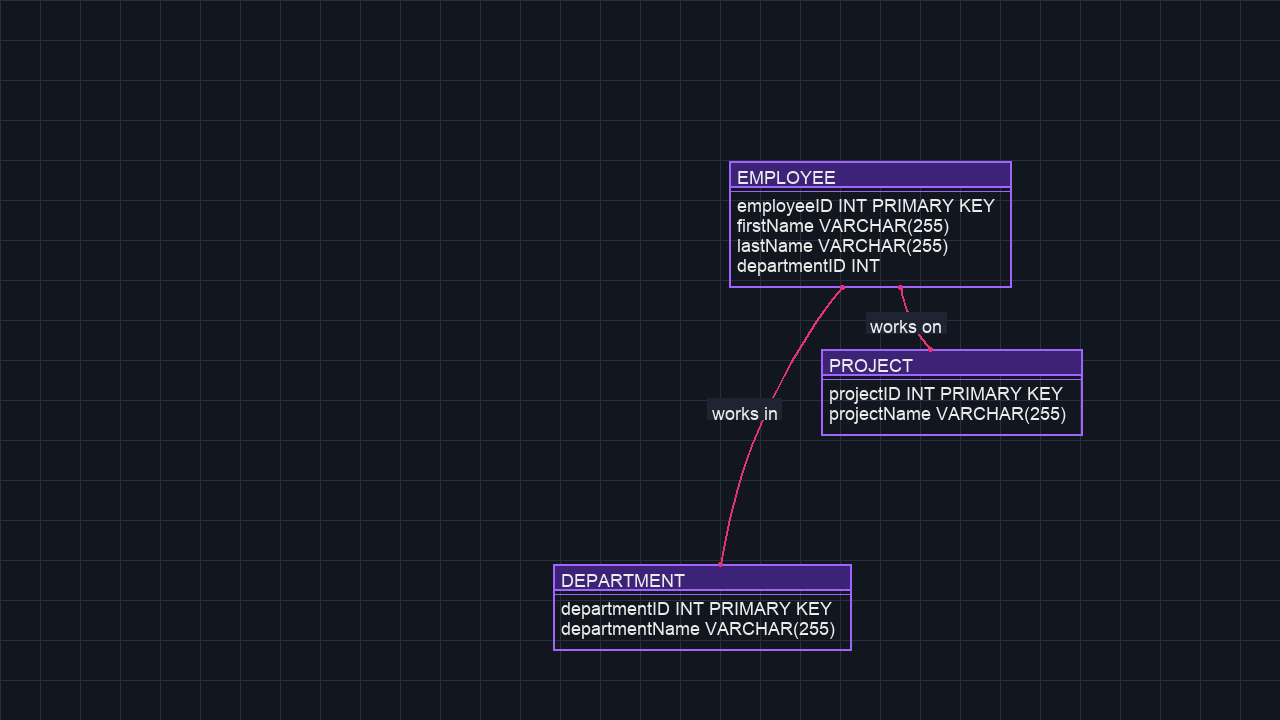 EMPLOYEE
employeeID INT PRIMARY KEY
firstName VARCHAR(255)
lastName VARCHAR(255)
departmentID INT
works on
PROJECT
projectID INT PRIMARY KEY
projectName VARCHAR(255)
works in
DEPARTMENT
departmentID INT PRIMARY KEY
departmentName VARCHAR(255)